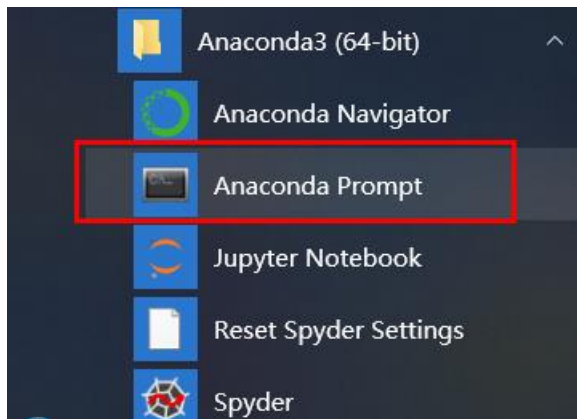 Anaconda3 (64-bit)
Anaconda Navigator
Anaconda Prompt
Jupyter Notebook
Reset Spyder Settings
Spyder